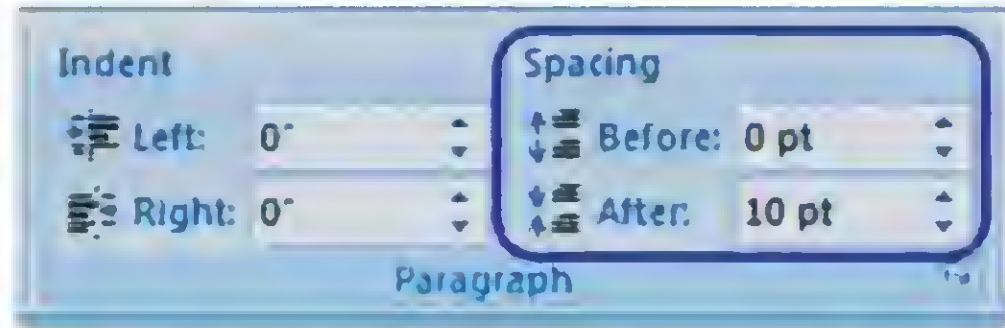 Indent
Spacing
Left: 0"
Before: 0 pt
Right: 0"
After: 10 pt
Paragraph